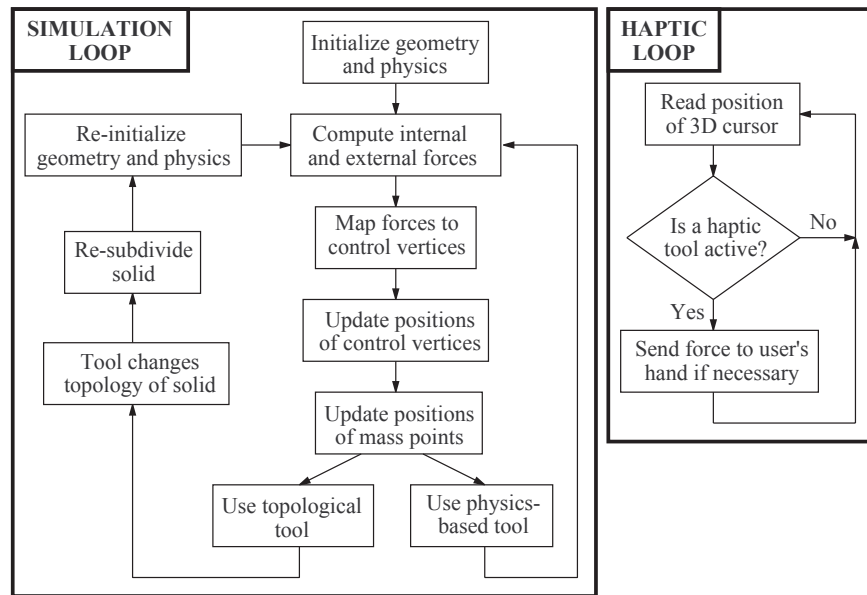 SIMULATION
LOOP
Initialize geometry
and physics
Re-initialize
geometry and physics
Compute internal
and external forces
Map forces to
control vertices
Re-subdivide
solid
Update positions
of control vertices
Tool changes
topology of solid
Update positions
of mass points
Use topological
tool
Use physics-
based tool
HAPTIC
LOOP
Read position
of 3D cursor
Is a haptic
tool active?
No
Yes
Send force to user's
hand if necessary